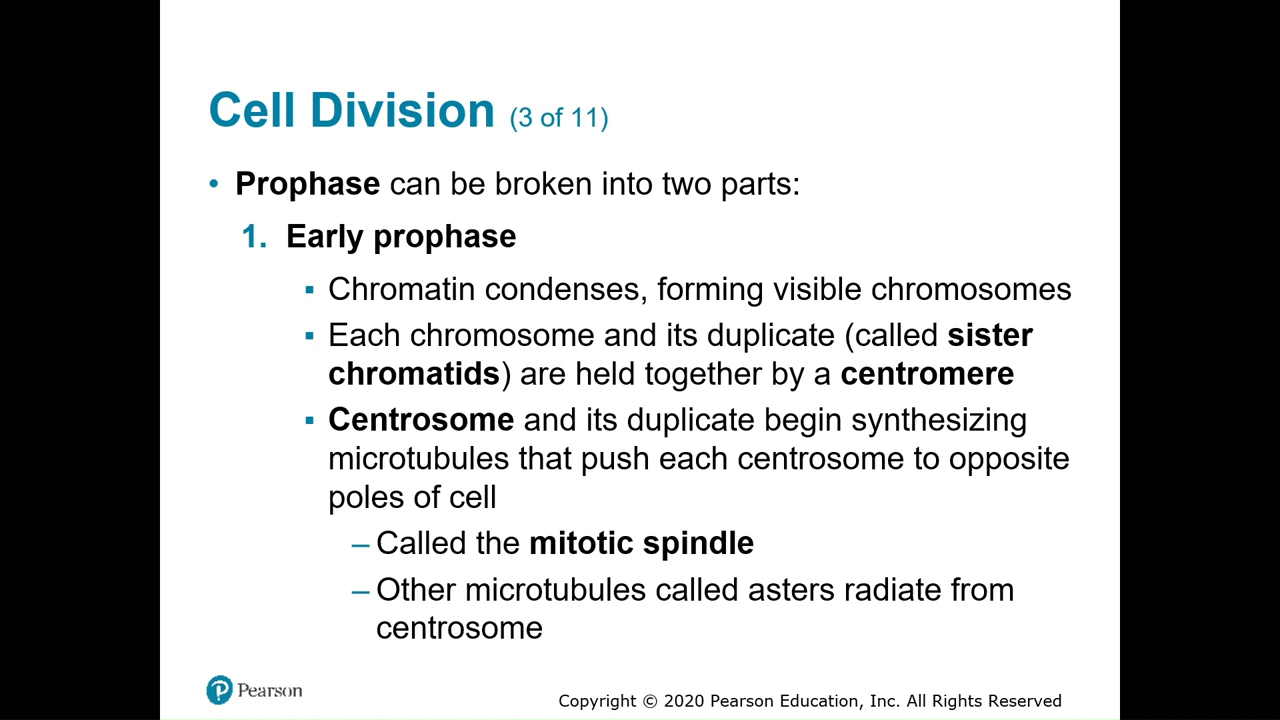 Cell Division (3 of 11)
• Prophase can be broken into two parts:
1. Early prophase
▪ Chromatin condenses, forming visible chromosomes
▪ Each chromosome and its duplicate (called sister
chromatids) are held together by a centromere
▪ Centrosome and its duplicate begin synthesizing
microtubules that push each centrosome to opposite
poles of cell
– Called the mitotic spindle
– Other microtubules called asters radiate from
centrosome
P Pearson
Copyright © 2020 Pearson Education, Inc. All Rights Reserved